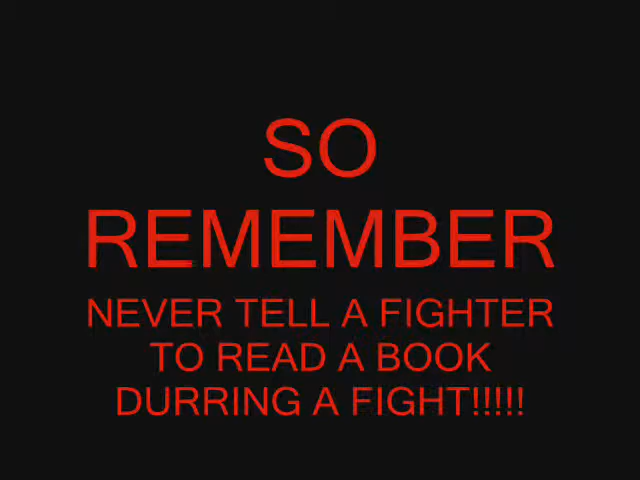 SO
REMEMBER
NEVER TELL A FIGHTER
TO READ A BOOK
DURRING A FIGHT!!!!!